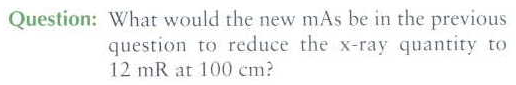 Question: What would the new mAs be in the previous
question to reduce the x-ray quantity to
12 mR at 100 cm?